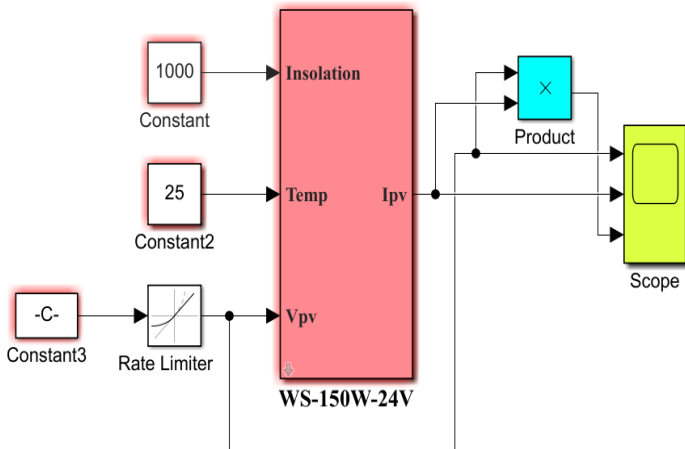 1000
Constant
25
Constant2
-C-
Constant3
Rate Limiter
Insolation
Temp
Ipv
Vpv
WS-150W-24V
×
Product
Scope